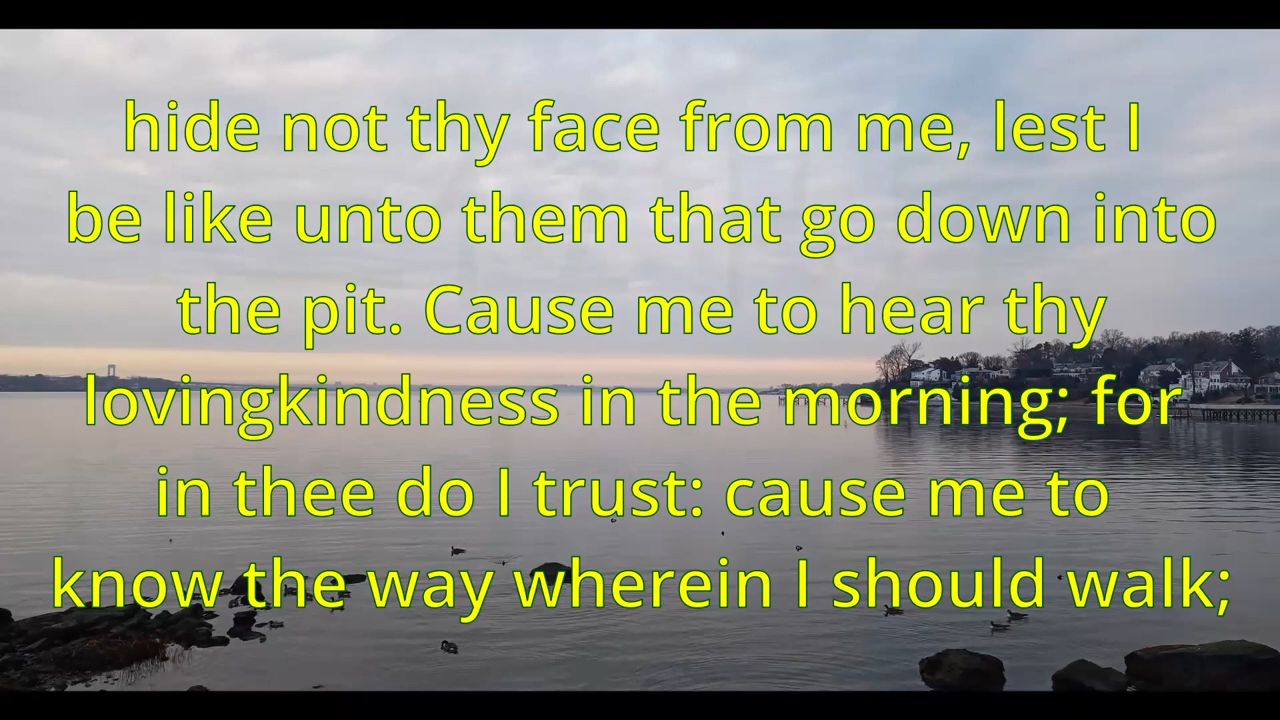 hide not thy face from me, lest I
be like unto them that go down into
the pit. Cause me to hear thy
lovingkindness in the morning; for
in thee do I trust: cause me to
know the way wherein I should walk;